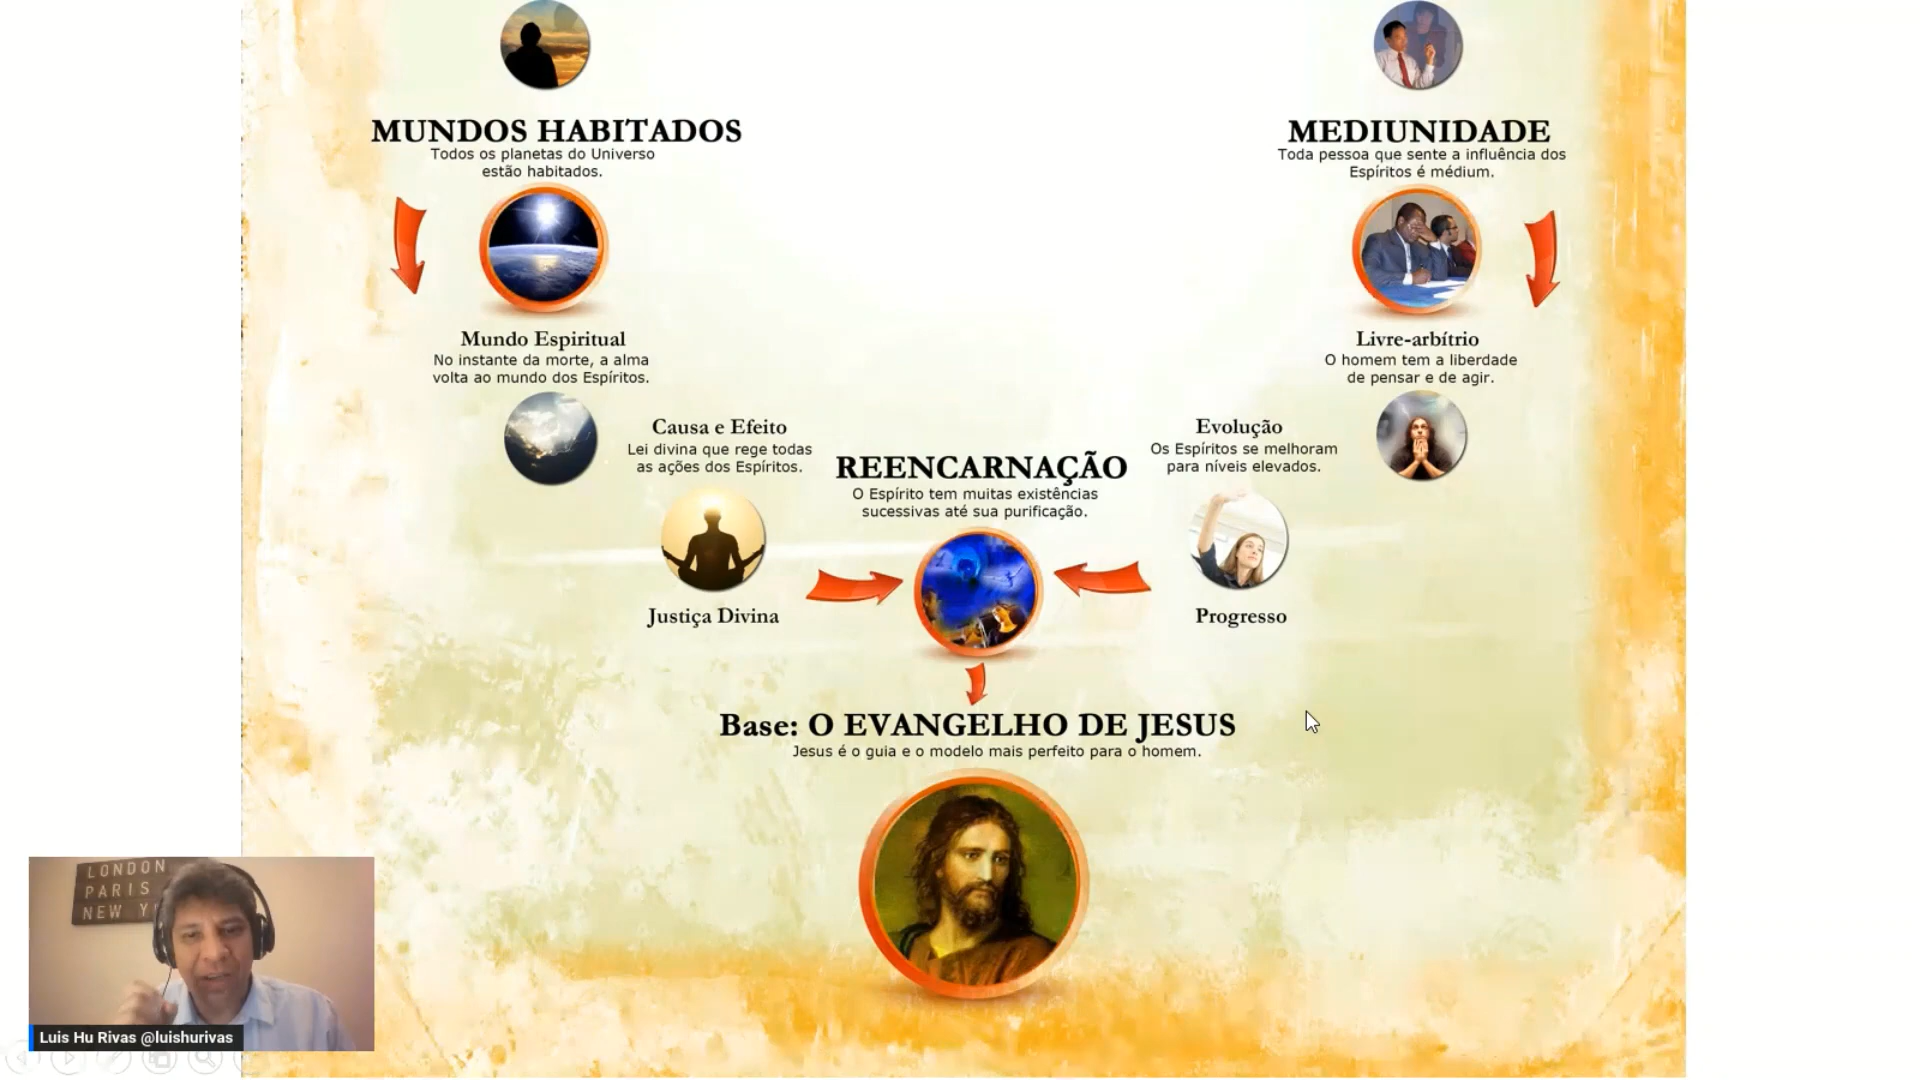 MUNDOS HABITADOS
Todos os planetas do Universo
estão habitados.
Mundo Espiritual
No instante da morte, a alma
volta ao mundo dos Espíritos.
Causa e Efeito
Lei divina que rege todas
as ações dos Espíritos.
Justiça Divina
REENCARNAÇÃO
O Espírito tem muitas existências
sucessivas até sua purificação.
MEDIUNIDADE
Toda pessoa que sente a influência dos
Espíritos é médium.
Livre-arbítrio
O homem tem a liberdade
de pensar e de agir.
Evolução
Os Espíritos se melhoram
para níveis elevados.
Progresso
Base: O EVANGELHO DE JESUS
Jesus é o guia e o modelo mais perfeito para o homem.
LONDON
PARIS
NEW Y
Luis Hu Rivas @luishurivas